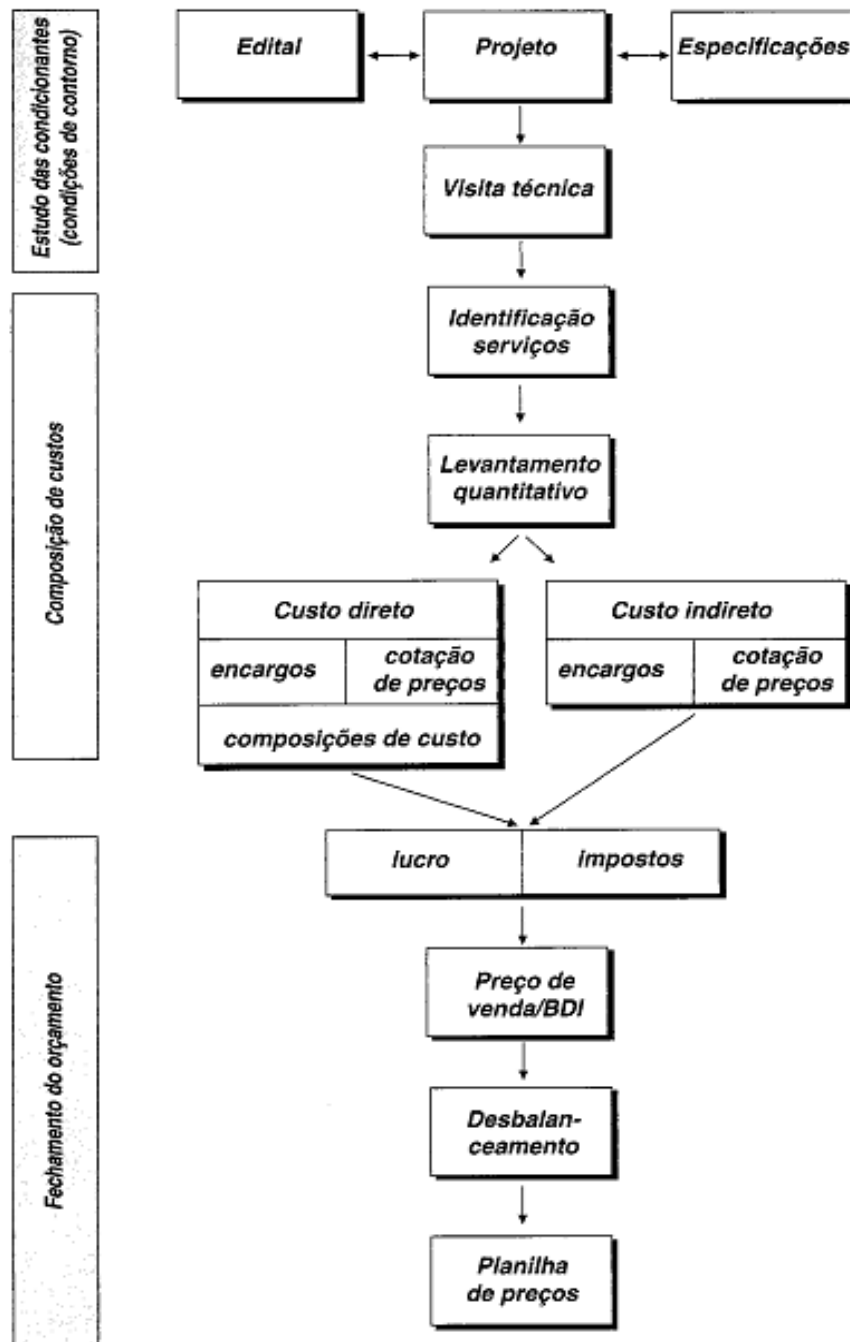 Estudo das condicionantes
(condições de contorno)
Edital
Projeto
Especificações
Visita técnica
Composição de custos
Identificação
serviços
Levantamento
quantitativo
Custo direto
encargos
cotação
de preços
composições de custo
Custo indireto
encargos
cotação
de preços
Fechamento do orçamento
lucro
impostos
Preço de
venda/BDI
Desbalan-
ceamento
Planilha
de preços